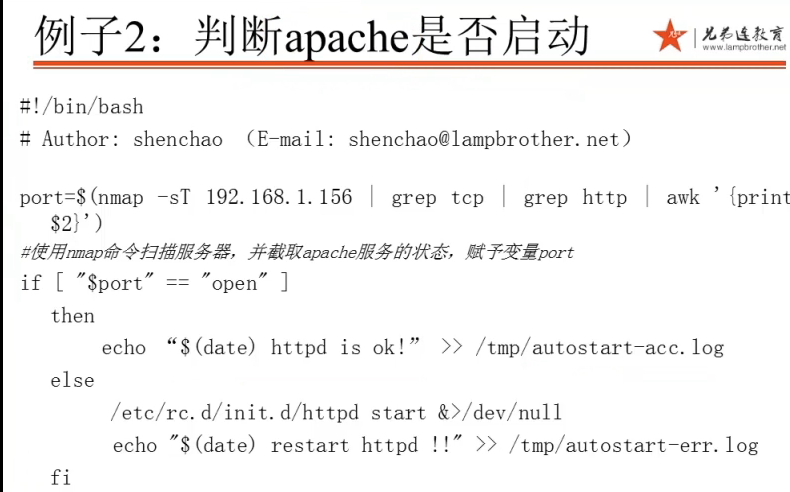 例子2：判断apache是否启动
兄弟连教育
www.lampbrother.net
#!/bin/bash
# Author: shenchao （E-mail: shenchao@lampbrother.net）
port=$(nmap -sT 192.168.1.156 | grep tcp | grep http | awk '{print
$2}')
#使用nmap命令扫描服务器，并截取apache服务的状态，赋予变量port
if [ "$port" == "open" ]
then
echo “$(date) httpd is ok!” >> /tmp/autostart-acc.log
else
/etc/rc.d/init.d/httpd start &>/dev/null
echo "$(date) restart httpd !!" >> /tmp/autostart-err.log
fi